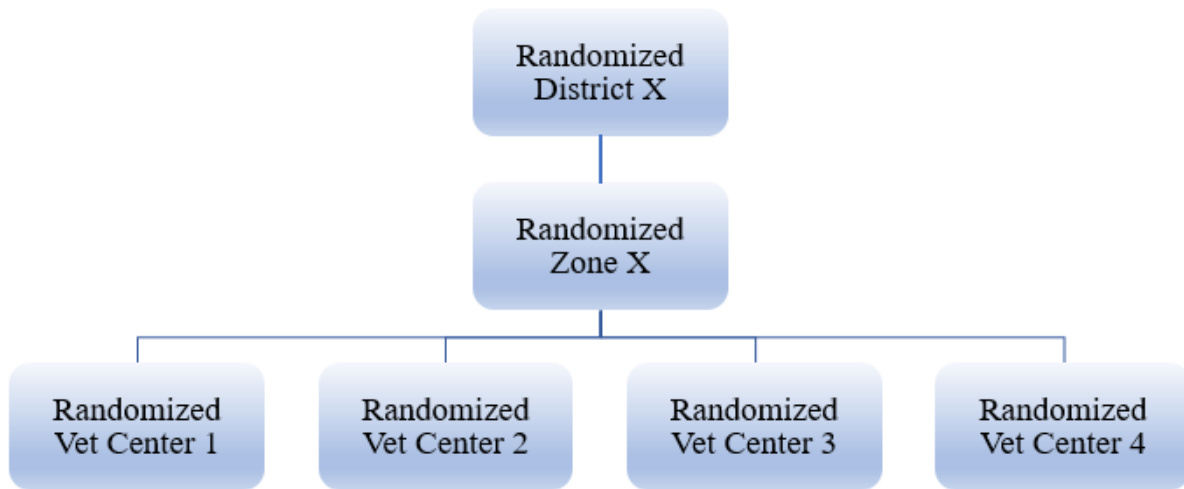 Randomized
District X
Randomized
Zone X
Randomized
Vet Center 1
Randomized
Vet Center 2
Randomized
Vet Center 3
Randomized
Vet Center 4